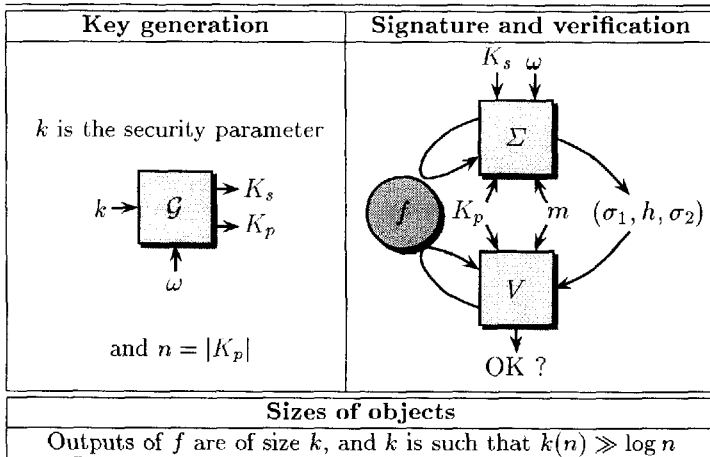 Key generation
Signature and verification
k is the security parameter
k
𝒢
K_s
K_p
ω
and n = |K_p|
K_s ω
Σ
f
K_p
m
(σ_1, h, σ_2)
V
OK ?
Sizes of objects
Outputs of f are of size k, and k is such that k(n) ≫ log n